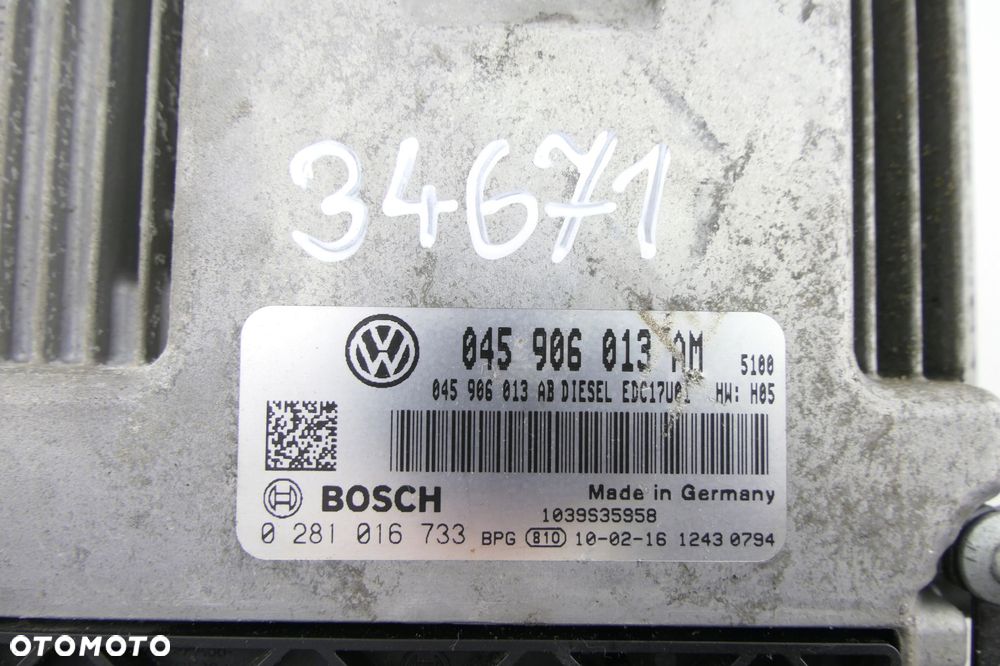 34671
045 906 013 AM 5100
045 906 013 AB DIESEL EDC17U01 HW: H05
BOSCH Made in Germany
1039S35958
0 281 016 733 BPG 810 10-02-16 1243 0794
OTOMOTO